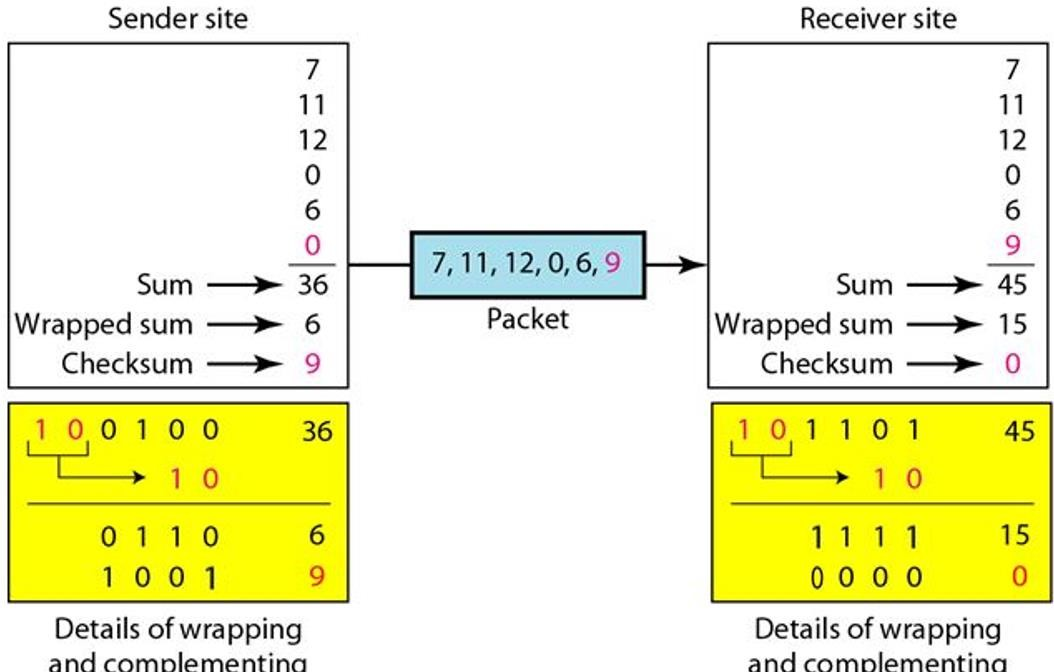 Sender site
7
11
12
0
6
0
Sum 36
Wrapped sum 6
Checksum 9
1 0 0 1 0 0 36
1 0
0 1 1 0 6
1 0 0 1 9
Details of wrapping
and complementing
7, 11, 12, 0, 6, 9
Packet
Receiver site
7
11
12
0
6
9
Sum 45
Wrapped sum 15
Checksum 0
1 0 1 1 0 1 45
1 0
1 1 1 1 15
0 0 0 0 0
Details of wrapping
and complementing